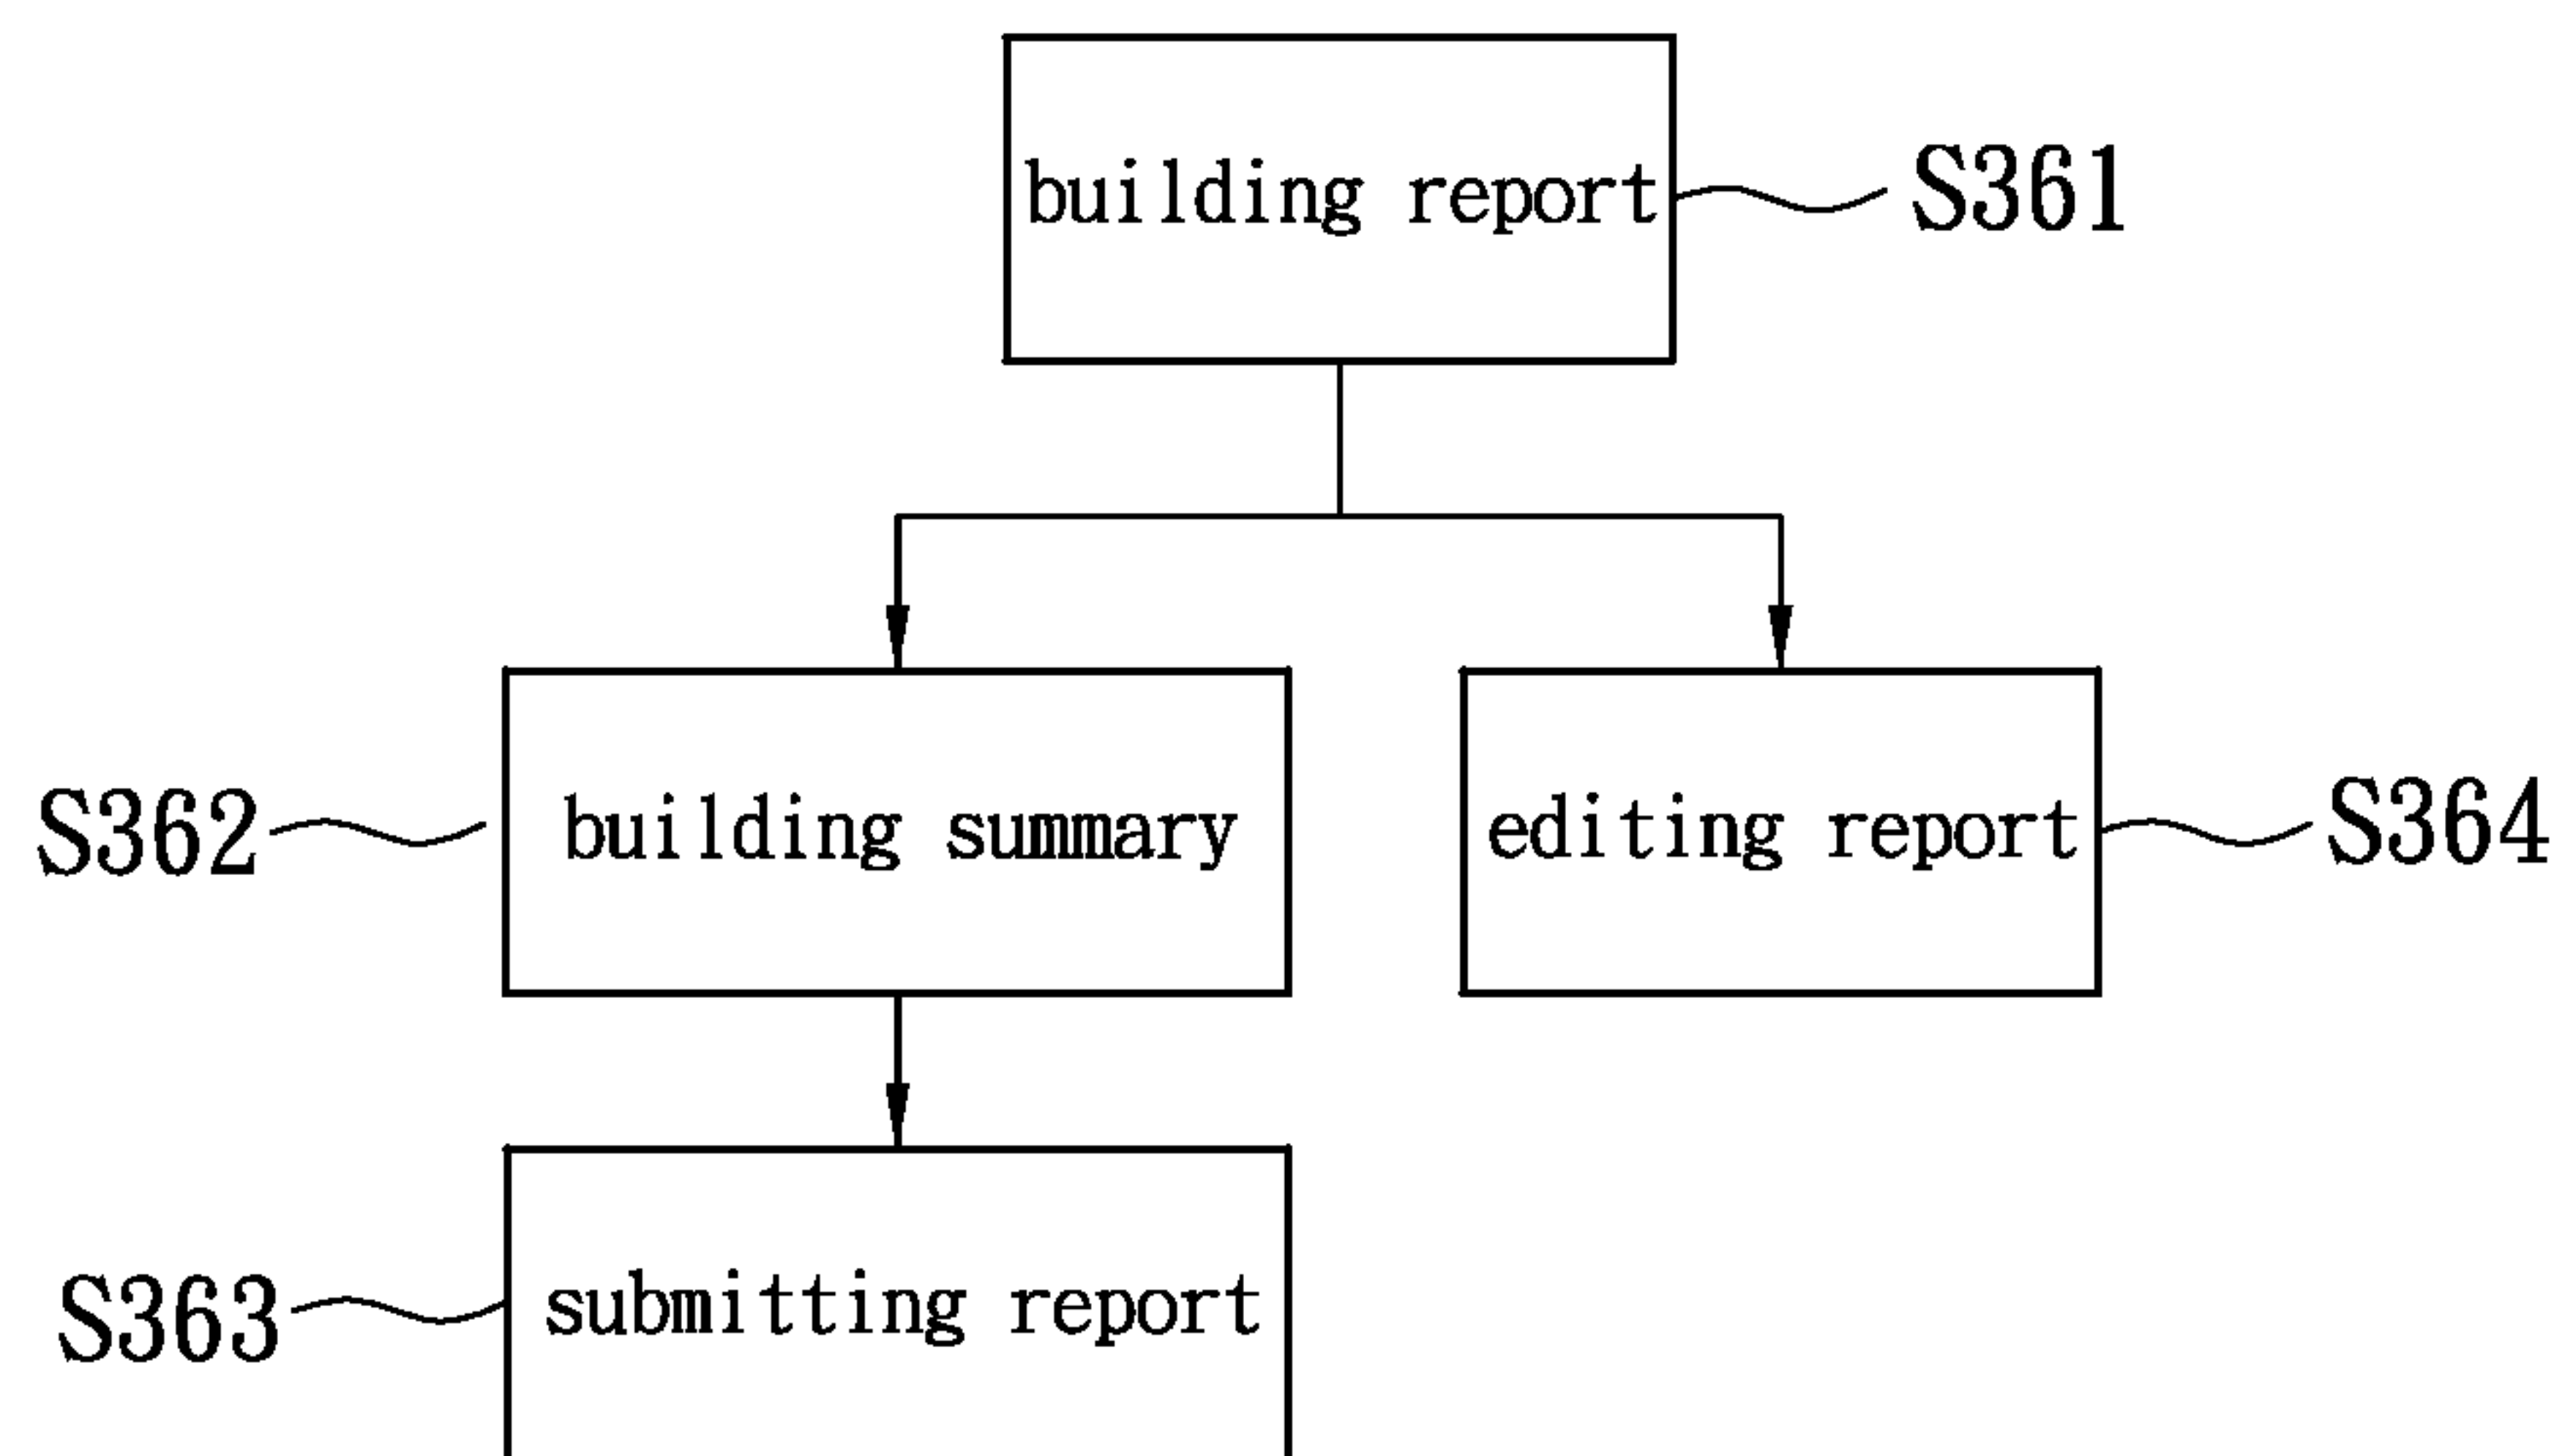 building report
S361
S362
building summary
editing report
S364
S363
submitting report